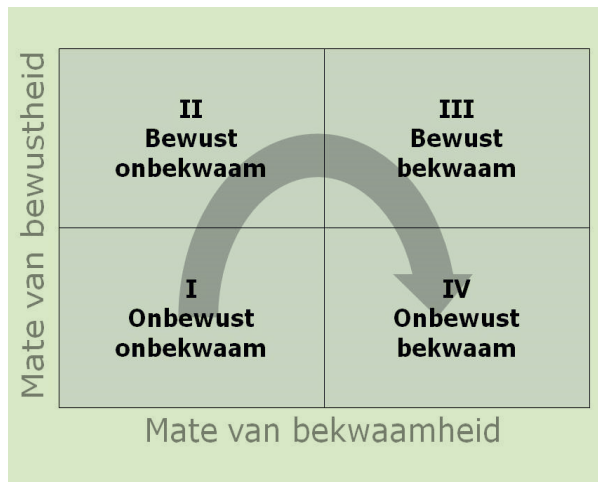 Mate van bewustheid
II
Bewust
onbekwaam
III
Bewust
bekwaam
I
Onbewust
onbekwaam
IV
Onbewust
bekwaam
Mate van bekwaamheid